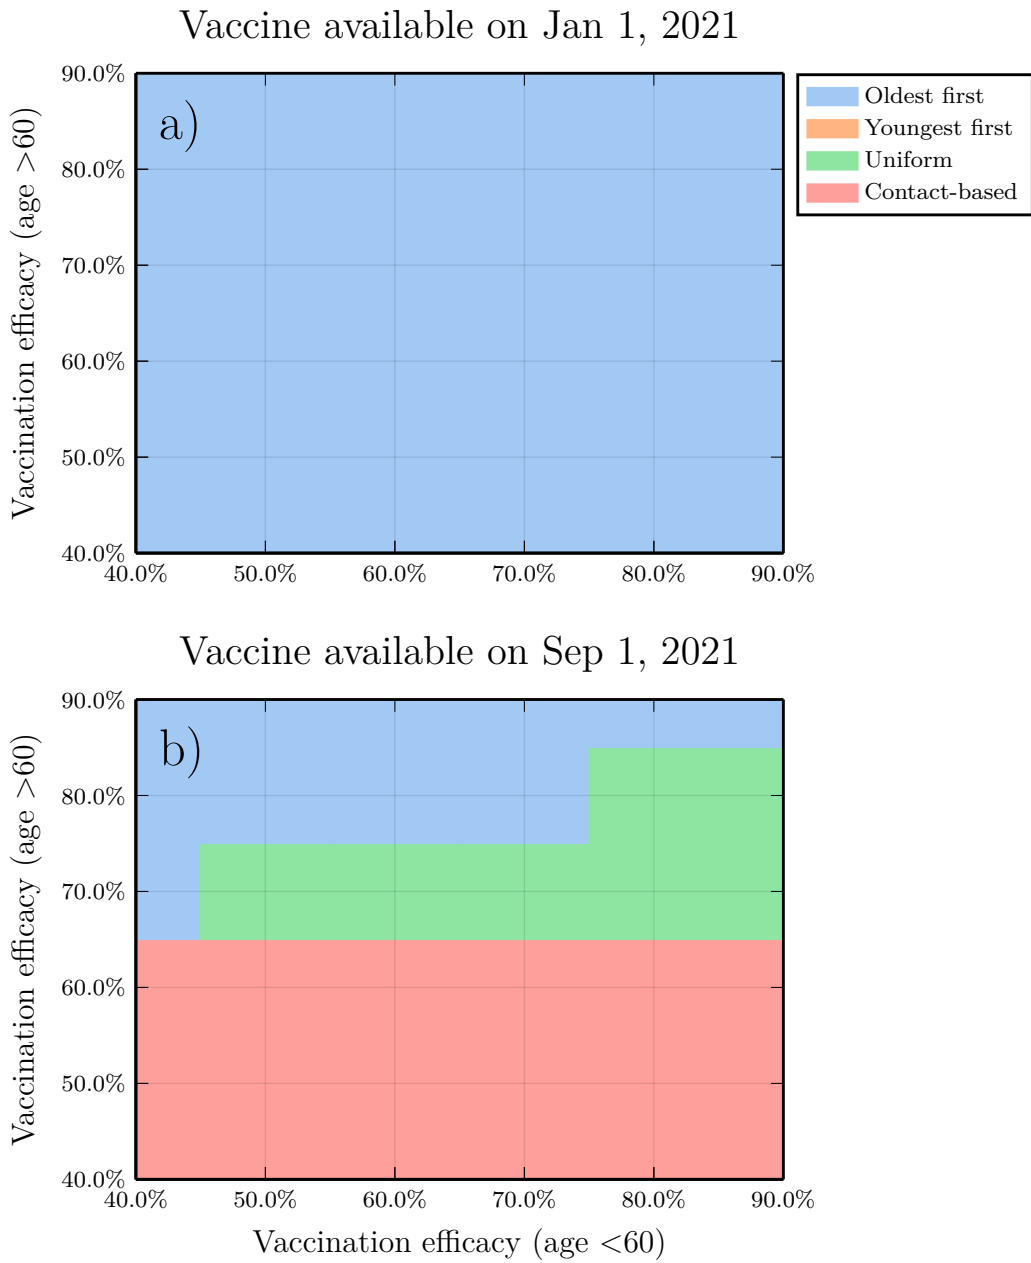 Vaccine available on Jan 1, 2021
a)
Vaccination efficacy (age >60)
90.0%
80.0%
70.0%
60.0%
50.0%
40.0%
40.0% 50.0% 60.0% 70.0% 80.0% 90.0%
Oldest first
Youngest first
Uniform
Contact-based
Vaccine available on Sep 1, 2021
b)
Vaccination efficacy (age >60)
90.0%
80.0%
70.0%
60.0%
50.0%
40.0%
40.0% 50.0% 60.0% 70.0% 80.0% 90.0%
Vaccination efficacy (age <60)